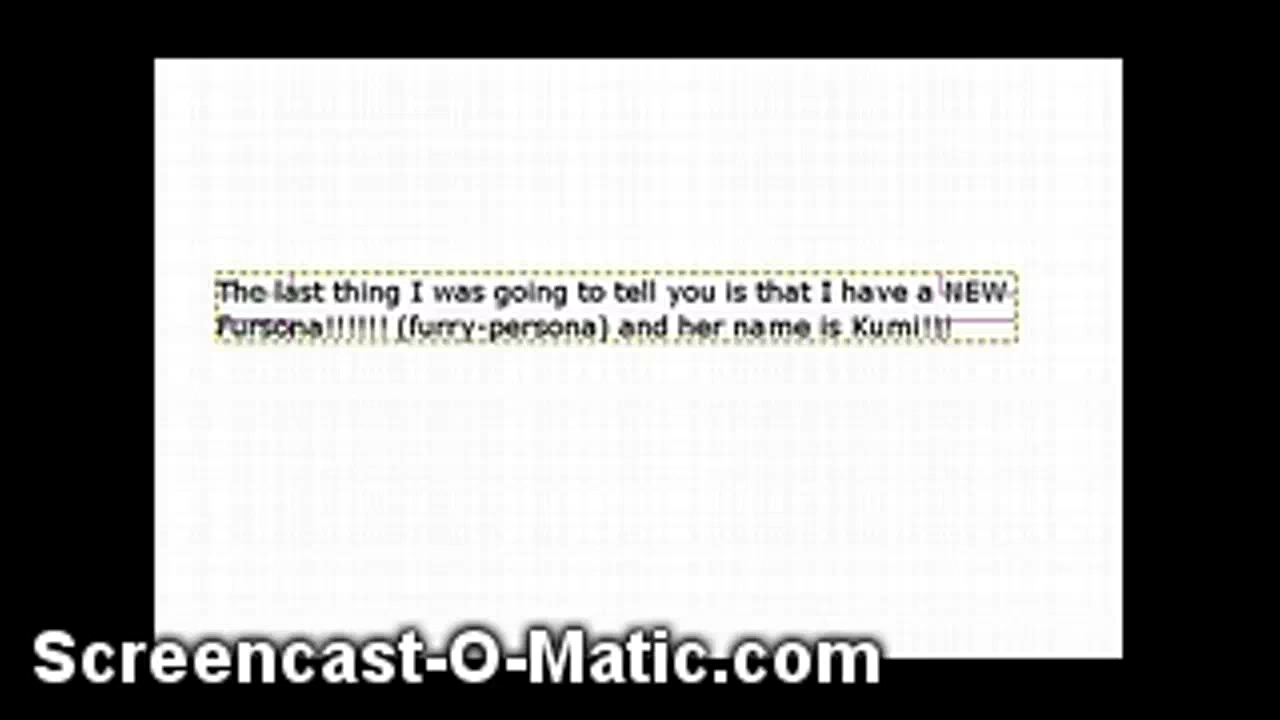 The last thing I was going to tell you is that I have a NEW
Fursona!!!!!!! (furry-persona) and her name is Kumi!!!
Screencast-O-Matic.com